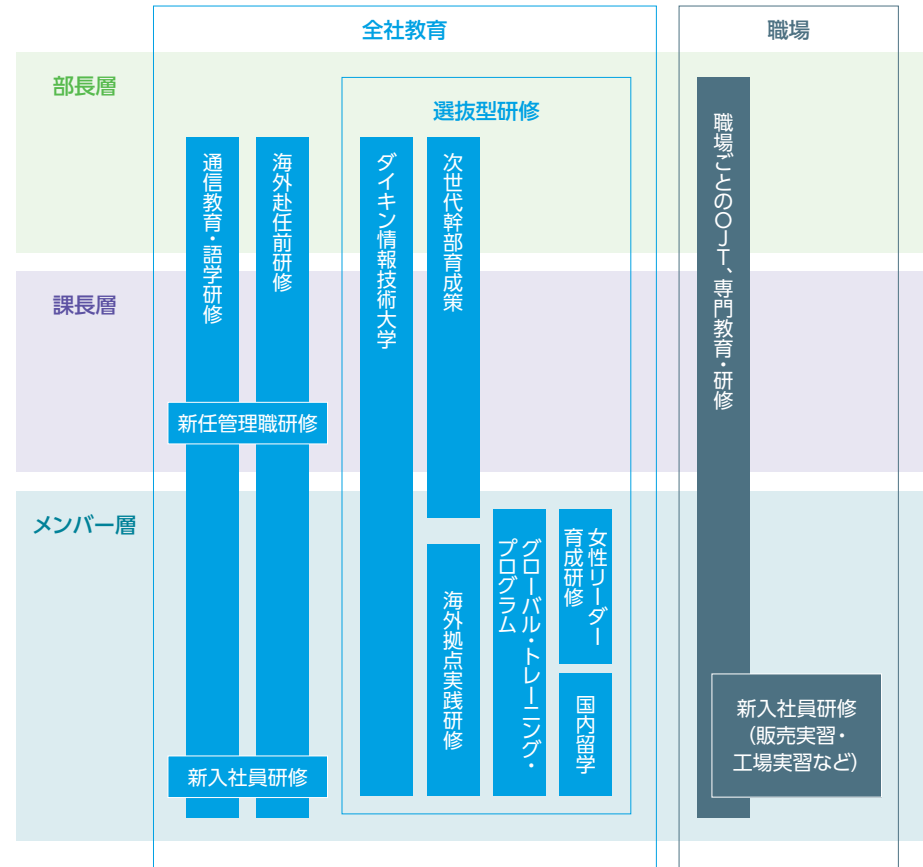 全社教育
職場
部長層
選抜型研修
通信教育・語学研修
海外赴任前研修
ダイキン情報技術大学
次世代幹部育成策
職場ごとのOJT、専門教育・研修
課長層
新任管理職研修
メンバー層
海外拠点実践研修
グローバル・トレーニング・
プログラム
女性リーダー
育成研修
国内留学
新入社員研修
新入社員研修
（販売実習・
工場実習など）